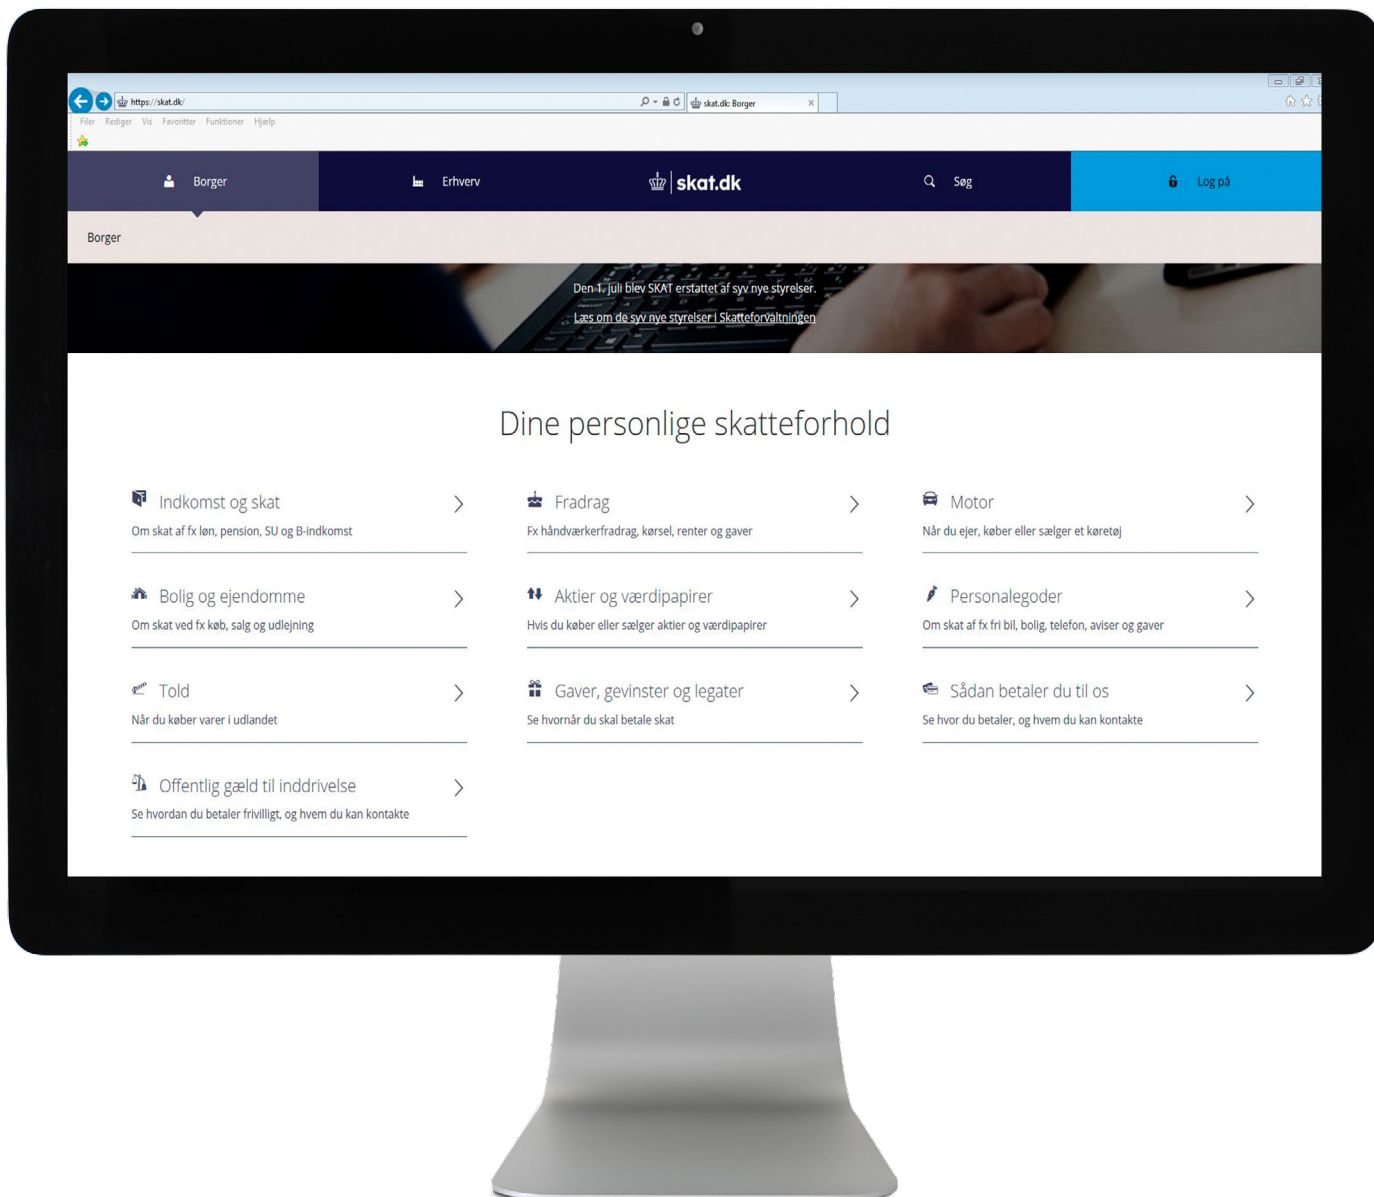 https://skat.dk/
skat.dk: Borger
Filer Rediger Vis Favoritter Funktioner Hjælp
Borger
Erhverv
skat.dk
Søg
Log på
Borger
Den 1. juli blev SKAT erstattet af syv nye styrelser.
Læs om de syv nye styrelser i Skatteforvaltningen
Dine personlige skatteforhold
Indkomst og skat
Om skat af fx løn, pension, SU og B-indkomst
Fradrag
Fx håndværkerfradrag, kørsel, renter og gaver
Motor
Når du ejer, køber eller sælger et køretøj
Bolig og ejendomme
Om skat ved fx køb, salg og udlejning
Aktier og værdipapirer
Hvis du køber eller sælger aktier og værdipapirer
Personalegoder
Om skat af fx fri bil, bolig, telefon, aviser og gaver
Told
Når du køber varer i udlandet
Gaver, gevinster og legater
Se hvornår du skal betale skat
Sådan betaler du til os
Se hvor du betaler, og hvem du kan kontakte
Offentlig gæld til inddrivelse
Se hvordan du betaler frivilligt, og hvem du kan kontakte